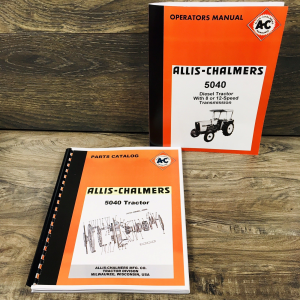 OPERATORS MANUAL
AC
ALLIS-CHALMERS
5040
Diesel Tractor
With 8 or 12-Speed
Transmission
PARTS CATALOG
AC
ALLIS-CHALMERS
5040 Tractor
ALLIS-CHALMERS MFG. CO.
TRACTOR DIVISION
MILWAUKEE, WISCONSIN, USA